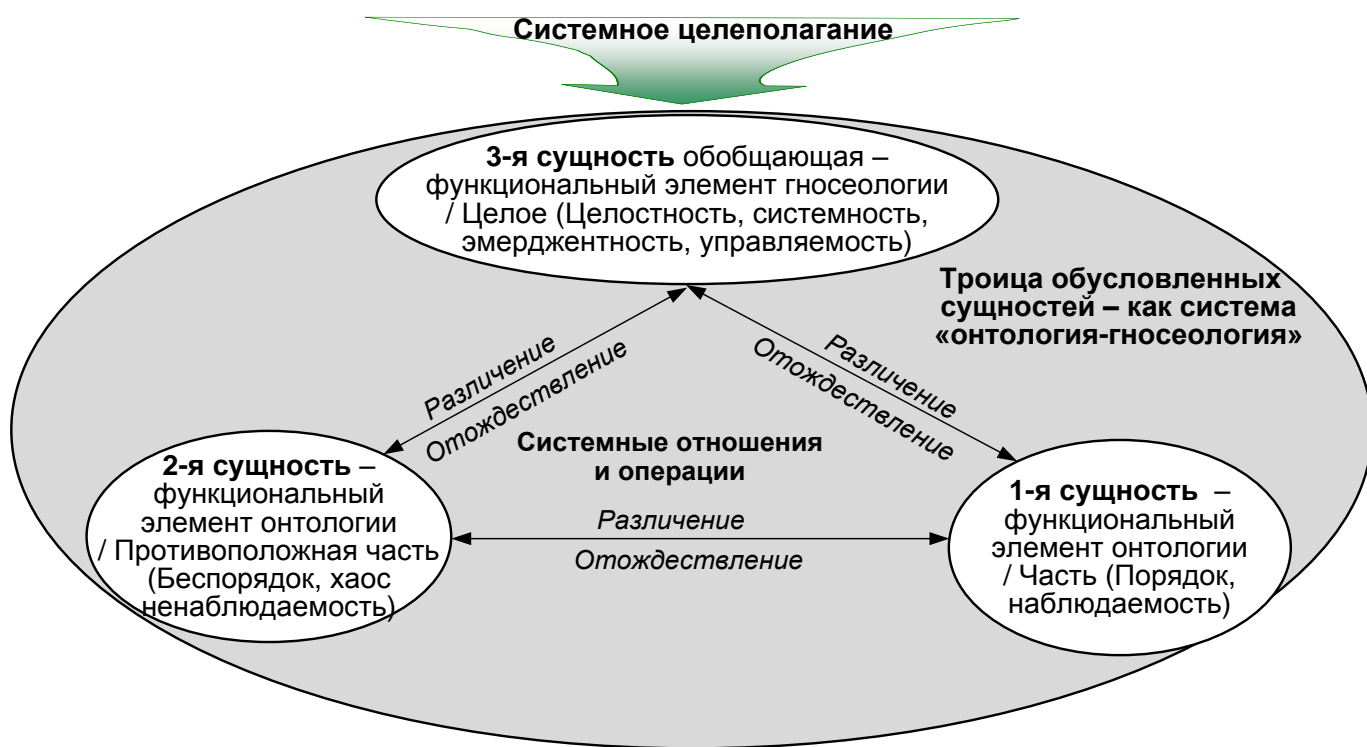 Системное целеполагание
3-я сущность обобщающая –
функциональный элемент гносеологии
/ Целое (Целостность, системность,
эмерджентность, управляемость)
Троица обусловленных
сущностей – как система
«онтология-гносеология»
Различение
Отождествление
Различение
Отождествление
Системные отношения
и операции
2-я сущность –
функциональный
элемент онтологии
/ Противоположная часть
(Беспорядок, хаос
ненаблюдаемость)
Различение
Отождествление
1-я сущность –
функциональный
элемент онтологии
/ Часть (Порядок,
наблюдаемость)